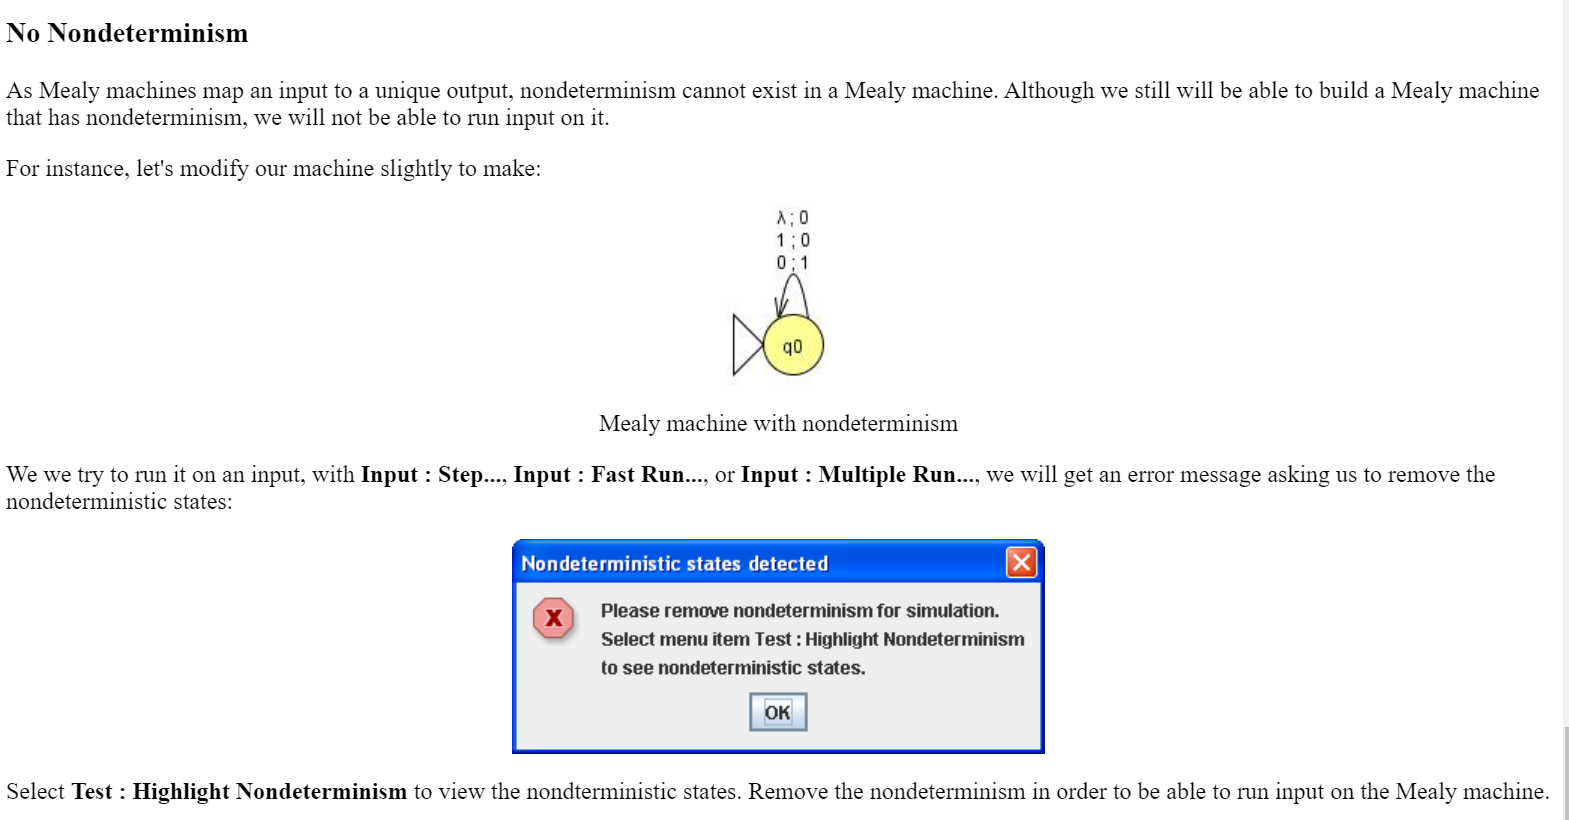 No Nondeterminism
As Mealy machines map an input to a unique output, nondeterminism cannot exist in a Mealy machine. Although we still will be able to build a Mealy machine
that has nondeterminism, we will not be able to run input on it.
For instance, let's modify our machine slightly to make:
λ ; 0
1 ; 0
0 ; 1
q0
Mealy machine with nondeterminism
We we try to run it on an input, with Input : Step..., Input : Fast Run..., or Input : Multiple Run..., we will get an error message asking us to remove the
nondeterministic states:
Nondeterministic states detected
Please remove nondeterminism for simulation.
Select menu item Test : Highlight Nondeterminism
to see nondeterministic states.
OK
Select Test : Highlight Nondeterminism to view the nondterministic states. Remove the nondeterminism in order to be able to run input on the Mealy machine.